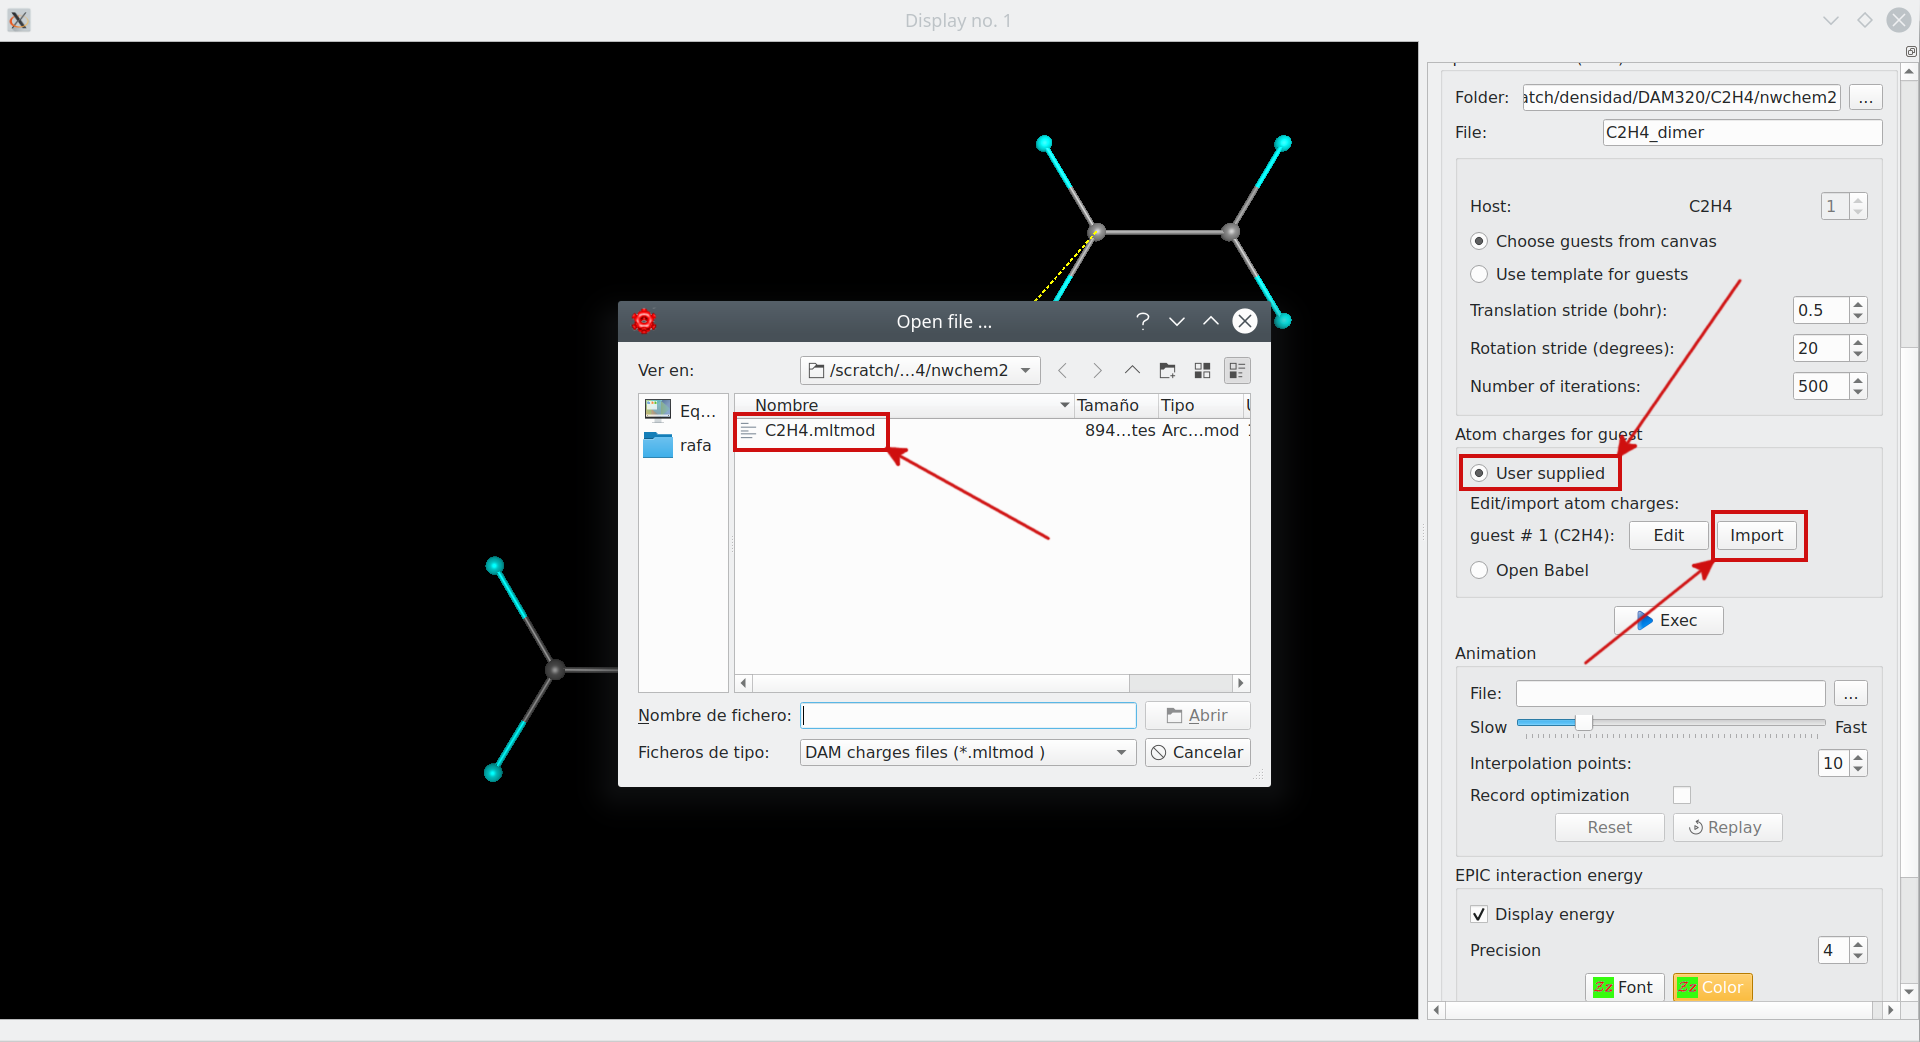 Display no. 1
Folder: atch/densidad/DAM320/C2H4/nwchem2 ...
File: C2H4_dimer
Host: C2H4 1
Choose guests from canvas
Use template for guests
Translation stride (bohr): 0.5
Rotation stride (degrees): 20
Number of iterations: 500
Atom charges for guest
User supplied
Edit/import atom charges:
guest # 1 (C2H4): Edit Import
Open Babel
Exec
Animation
File: ...
Slow Fast
Interpolation points: 10
Record optimization
Reset Replay
EPIC interaction energy
Display energy
Precision 4
Zz Font Zz Color
Open file ...
Ver en: /scratch/...4/nwchem2
Eq...
rafa
Nombre Tamaño Tipo
C2H4.mltmod 894...tes Arc...mod
Nombre de fichero: Abrir
Ficheros de tipo: DAM charges files (*.mltmod ) Cancelar